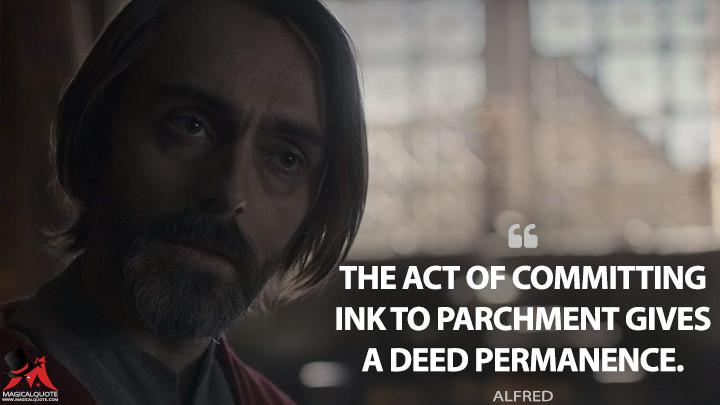 ❝
THE ACT OF COMMITTING
INK TO PARCHMENT GIVES
A DEED PERMANENCE.
ALFRED
MAGICALQUOTE
WWW.MAGICALQUOTE.COM